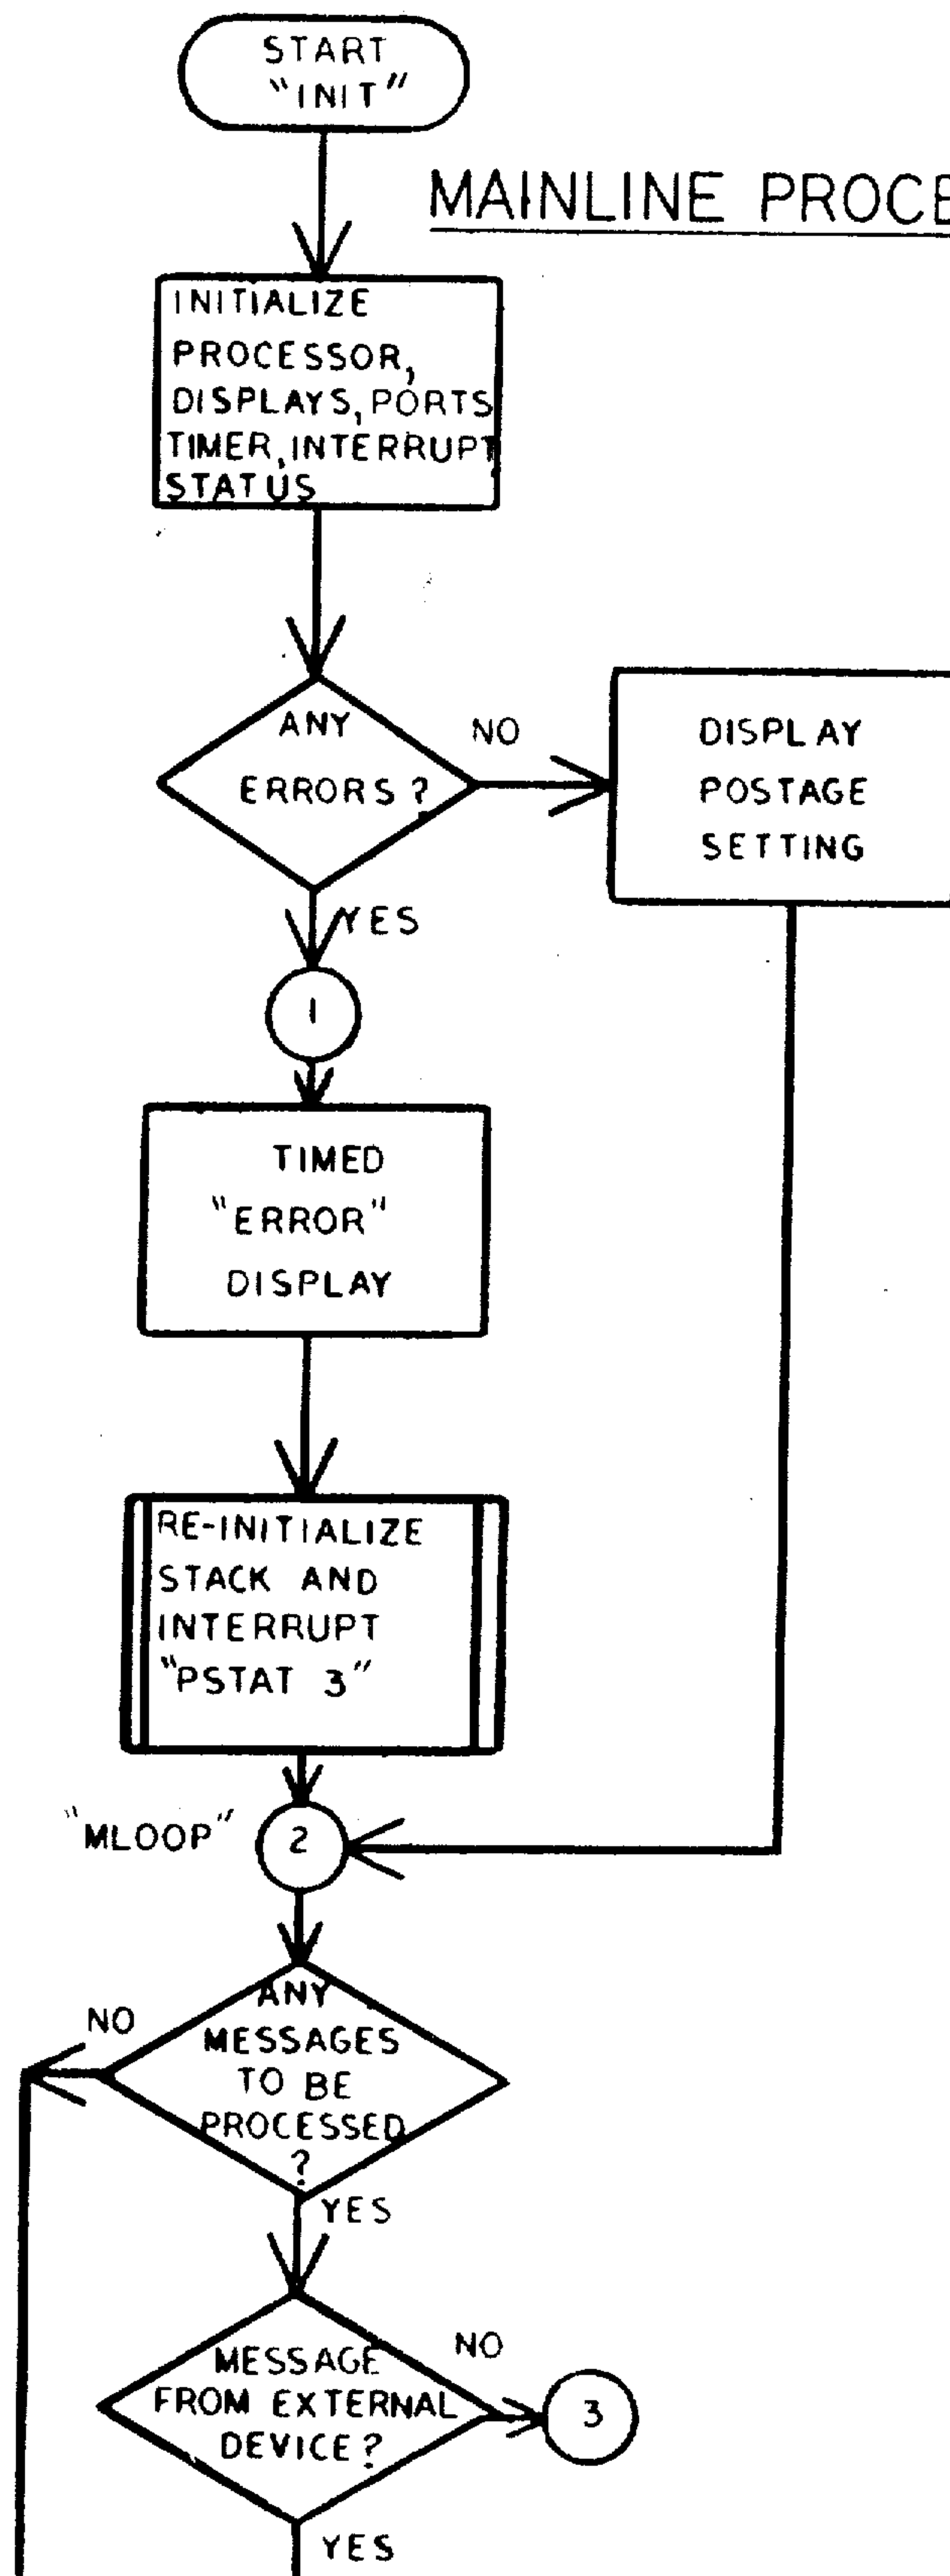 START
"INIT"
MAINLINE PROCE
INITIALIZE
PROCESSOR,
DISPLAYS, PORTS
TIMER, INTERRUPT
STATUS
ANY
ERRORS?
NO
DISPLAY
POSTAGE
SETTING
YES
1
TIMED
"ERROR"
DISPLAY
RE-INITIALIZE
STACK AND
INTERRUPT
"PSTAT 3"
"MLOOP"
2
NO
ANY
MESSAGES
TO BE
PROCESSED
?
YES
MESSAGE
FROM EXTERNAL
DEVICE?
NO
3
YES